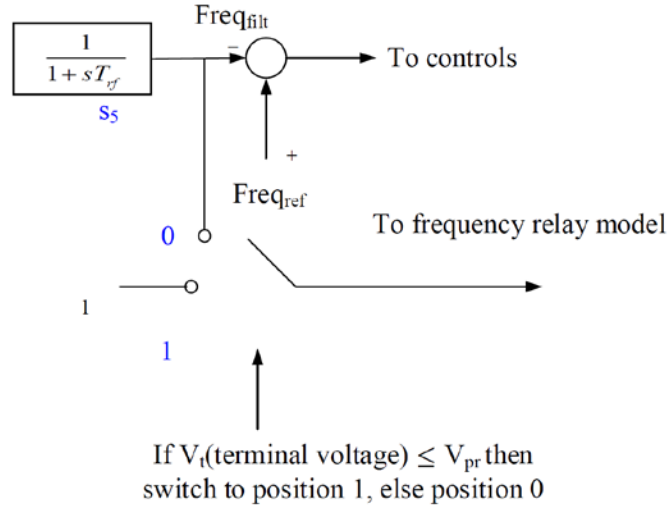 Freq_filt
1
1 + sT_rf
−
To controls
s_5
+
Freq_ref
To frequency relay model
0
1
1
If V_t(terminal voltage) ≤ V_pr then
switch to position 1, else position 0